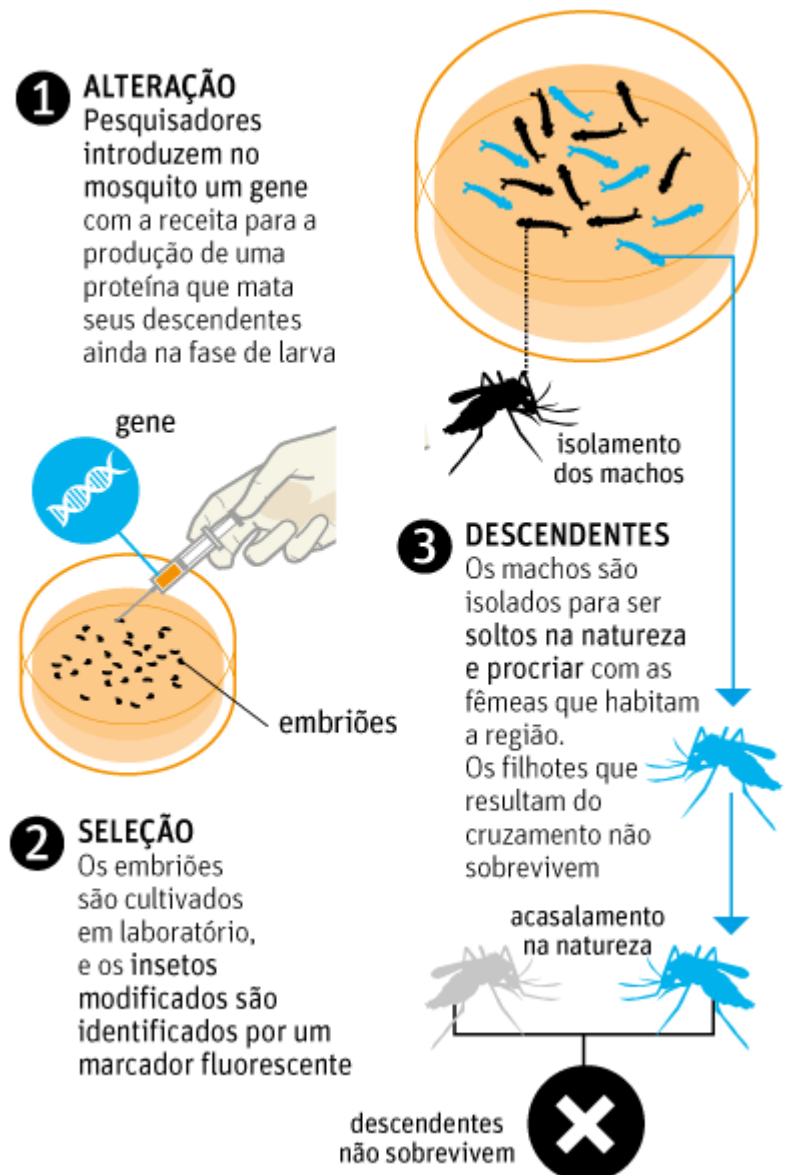 1 ALTERAÇÃO
Pesquisadores
introduzem no
mosquito um gene
com a receita para a
produção de uma
proteína que mata
seus descendentes
ainda na fase de larva
gene
embriões
2 SELEÇÃO
Os embriões
são cultivados
em laboratório,
e os insetos
modificados são
identificados por um
marcador fluorescente
isolamento
dos machos
3 DESCENDENTES
Os machos são
isolados para ser
soltos na natureza
e procriar com as
fêmeas que habitam
a região.
Os filhotes que
resultam do
cruzamento não
sobrevivem
acasalamento
na natureza
descendentes
não sobrevivem